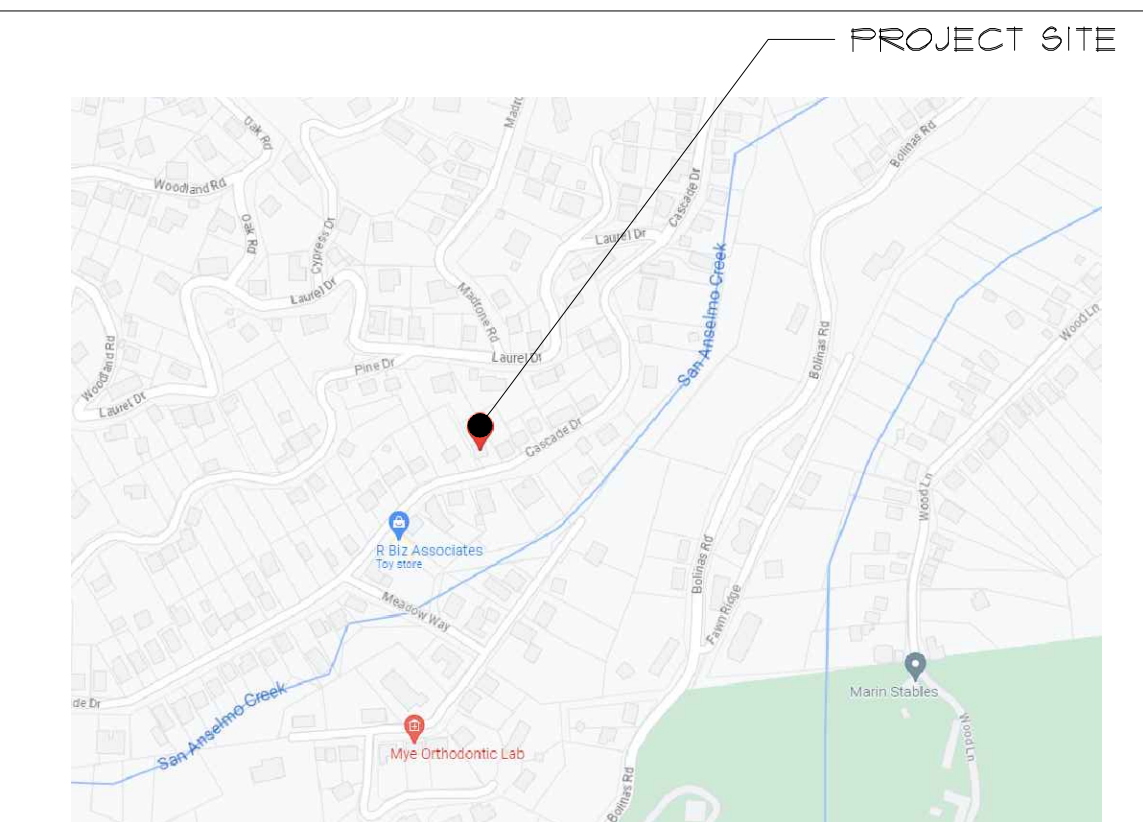 PROJECT SITE
Madro
Oak Rd
Bolinas Rd
Woodland Rd
Cascade Dr
Oak Rd
Cypress Dr
Laurel Dr
San Anselmo Creek
Laurel Dr
Madrone Rd
Wood Ln
Bolinas Rd
Woodland Rd
Laurel Dr
Pine Dr
Laurel Dr
Cascade Dr
Wood Ln
R Biz Associates
Toy store
Bolinas Rd
Meadow Way
Fawn Ridge
Marin Stables
de Dr
San Anselmo Creek
Wood Ln
Mye Orthodontic Lab
Bolinas Rd